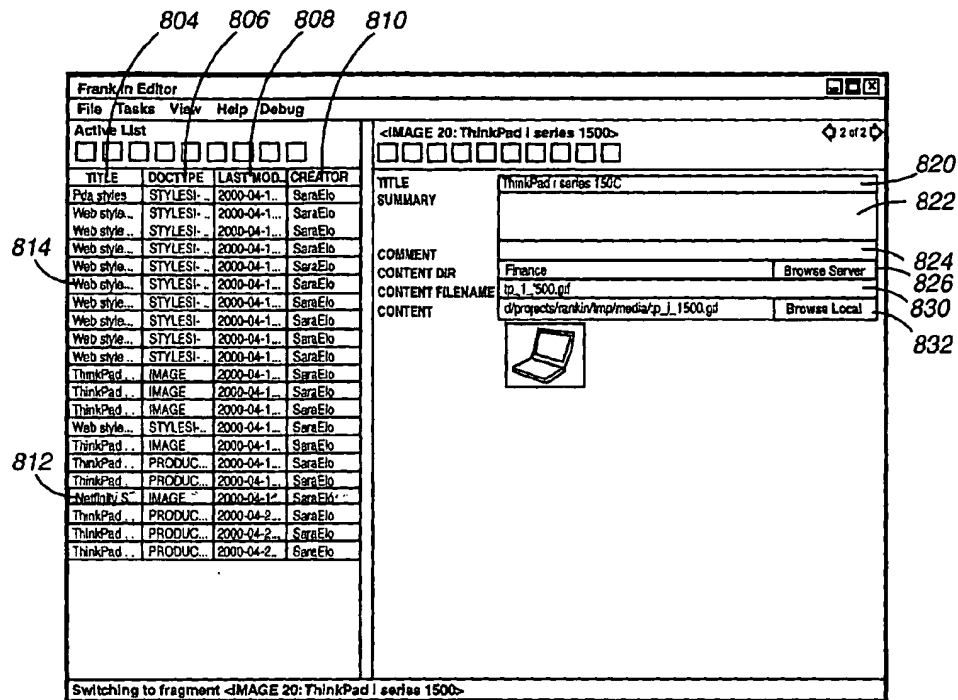 804 806 808 810
Franklin Editor
File Tasks View Help Debug
Active List
<IMAGE 20: ThinkPad i series 1500>
2 of 2
TITLE DOCTYPE LAST MOD... CREATOR
Pda styles STYLESI-... 2000-04-1... SaraElo
Web style... STYLESI-... 2000-04-1... SaraElo
Web style... STYLESI-... 2000-04-1... SaraElo
Web style... STYLESI-... 2000-04-1... SaraElo
Web style... STYLESI-... 2000-04-1... SaraElo
Web style... STYLESI-... 2000-04-1... SaraElo
Web style... STYLESI-... 2000-04-1... SaraElo
Web style... STYLESI-... 2000-04-1... SaraElo
Web style... STYLESI-... 2000-04-1... SaraElo
Web style... STYLESI-... 2000-04-1... SaraElo
ThinkPad... IMAGE 2000-04-1... SaraElo
ThinkPad... IMAGE 2000-04-1... SaraElo
ThinkPad... IMAGE 2000-04-1... SaraElo
Web style... STYLESI-... 2000-04-1... SaraElo
ThinkPad... IMAGE 2000-04-1... SaraElo
ThinkPad... PRODUC... 2000-04-1... SaraElo
ThinkPad... PRODUC... 2000-04-1... SaraElo
Netfinity S IMAGE 2000-04-1 SaraElo
ThinkPad... PRODUC... 2000-04-2... SaraElo
ThinkPad... PRODUC... 2000-04-2... SaraElo
ThinkPad... PRODUC... 2000-04-2... SaraElo
814
812
TITLE ThinkPad i series 150C
SUMMARY
COMMENT
CONTENT DIR Finance Browse Server
CONTENT FILENAME
CONTENT Browse Local
820
822
824
826
830
832
Switching to fragment <IMAGE 20: ThinkPad i series 1500>